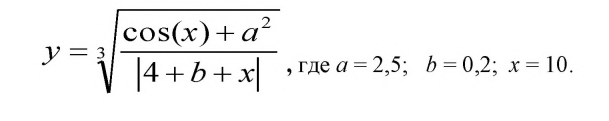 y = ∛((cos(x) + a²) / |4 + b + x|), где a = 2,5; b = 0,2; x = 10.